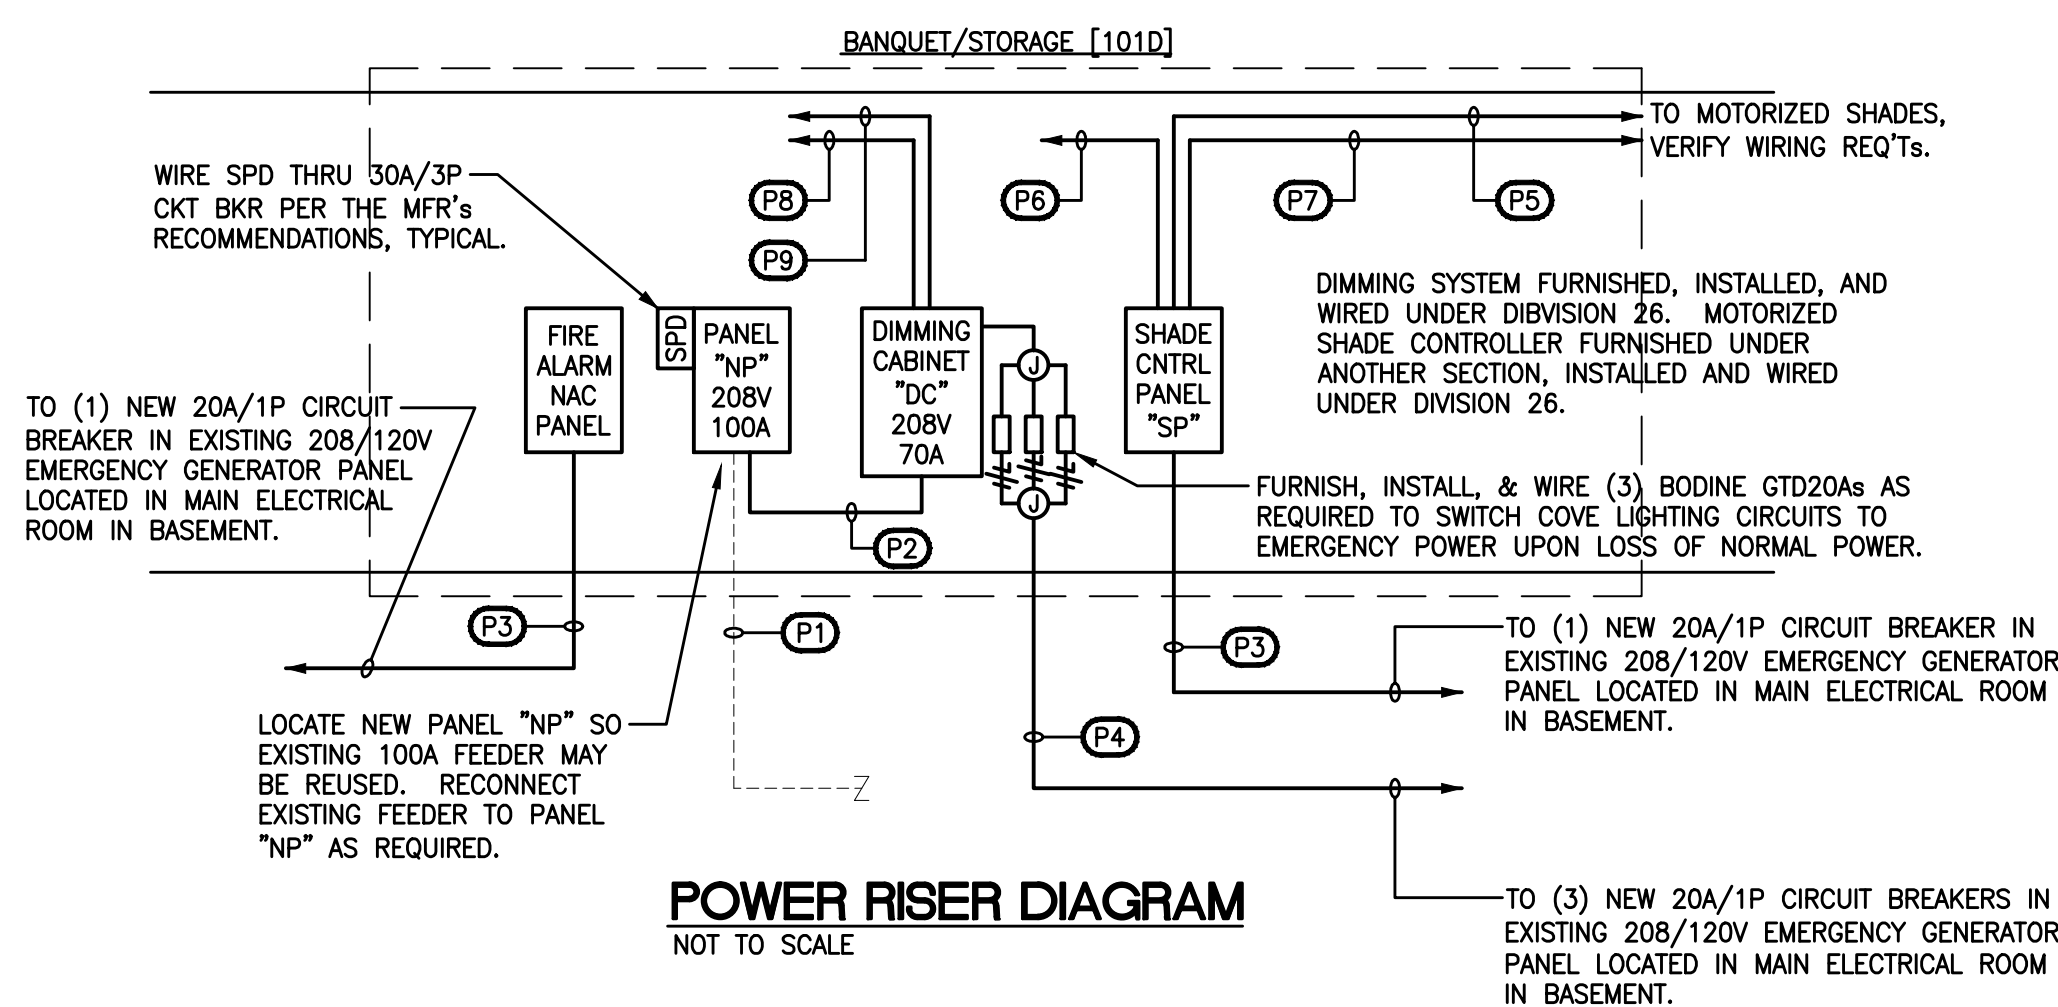 BANQUET/STORAGE [101D]
TO MOTORIZED SHADES,
VERIFY WIRING REQ'Ts.
WIRE SPD THRU 30A/3P
CKT BKR PER THE MFR's
RECOMMENDATIONS, TYPICAL.
P8
P9
P6
P7
P5
DIMMING SYSTEM FURNISHED, INSTALLED, AND
WIRED UNDER DIBVISION 26. MOTORIZED
SHADE CONTROLLER FURNISHED UNDER
ANOTHER SECTION, INSTALLED AND WIRED
UNDER DIVISION 26.
FIRE
ALARM
NAC
PANEL
SPD
PANEL
"NP"
208V
100A
DIMMING
CABINET
"DC"
208V
70A
J
J
SHADE
CNTRL
PANEL
"SP"
TO (1) NEW 20A/1P CIRCUIT
BREAKER IN EXISTING 208/120V
EMERGENCY GENERATOR PANEL
LOCATED IN MAIN ELECTRICAL
ROOM IN BASEMENT.
FURNISH, INSTALL, & WIRE (3) BODINE GTD20As AS
REQUIRED TO SWITCH COVE LIGHTING CIRCUITS TO
EMERGENCY POWER UPON LOSS OF NORMAL POWER.
P2
P3
P1
P3
P4
TO (1) NEW 20A/1P CIRCUIT BREAKER IN
EXISTING 208/120V EMERGENCY GENERATOR
PANEL LOCATED IN MAIN ELECTRICAL ROOM
IN BASEMENT.
LOCATE NEW PANEL "NP" SO
EXISTING 100A FEEDER MAY
BE REUSED. RECONNECT
EXISTING FEEDER TO PANEL
"NP" AS REQUIRED.
POWER RISER DIAGRAM
NOT TO SCALE
TO (3) NEW 20A/1P CIRCUIT BREAKERS IN
EXISTING 208/120V EMERGENCY GENERATOR
PANEL LOCATED IN MAIN ELECTRICAL ROOM
IN BASEMENT.